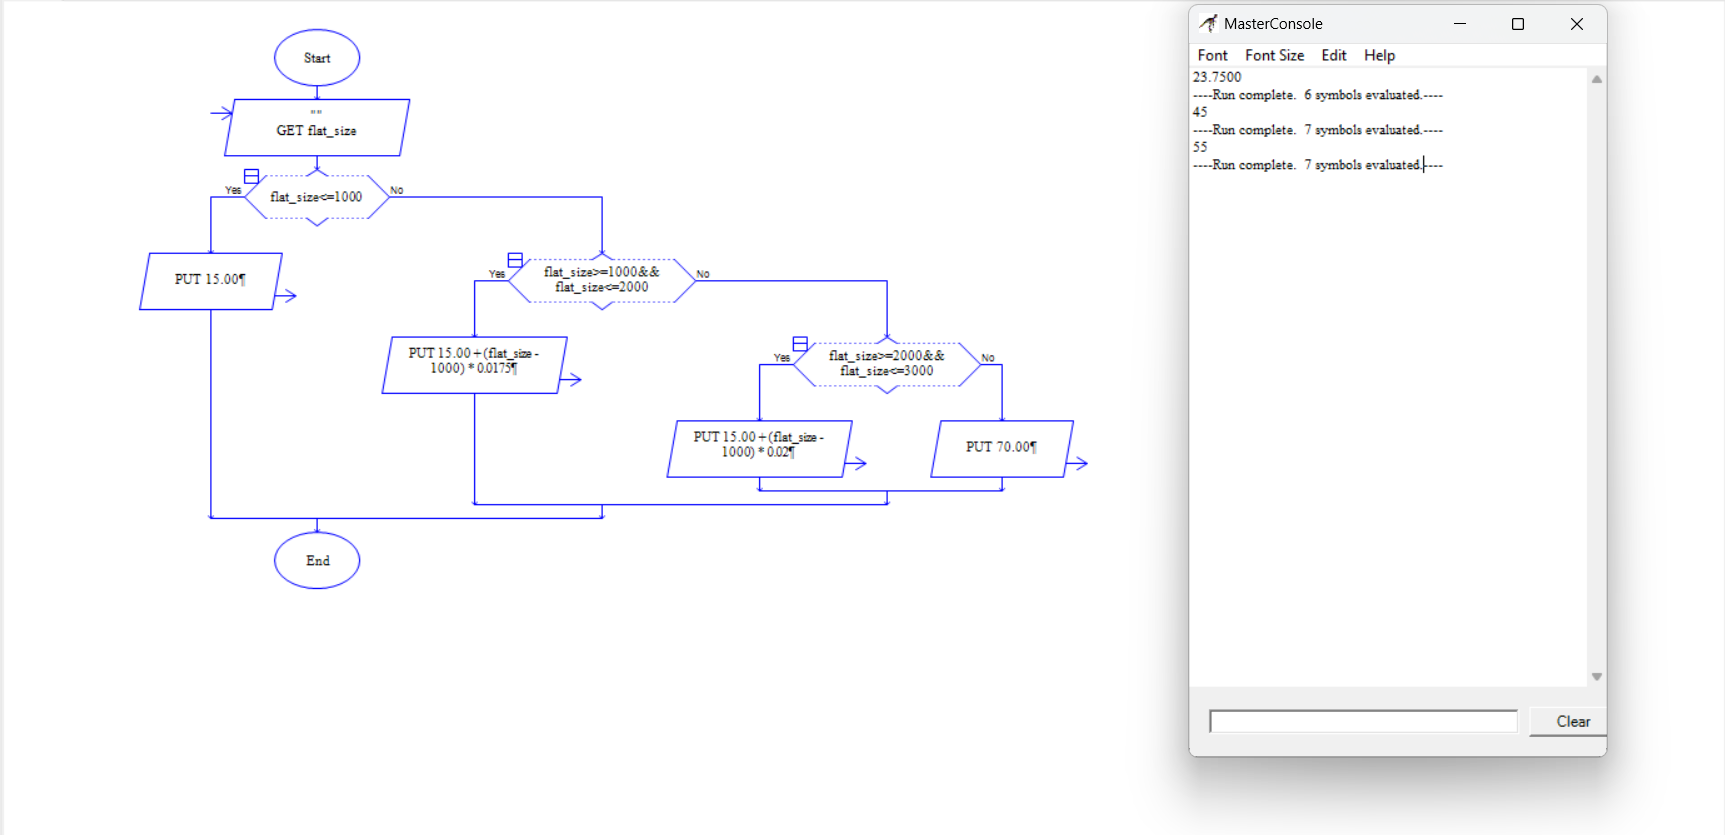 Start
""
GET flat_size
flat_size<=1000
Yes
No
PUT 15.00¶
flat_size>=1000&&
flat_size<=2000
Yes
No
PUT 15.00+(flat_size -
1000) * 0.0175¶
flat_size>=2000&&
flat_size<=3000
Yes
No
PUT 15.00+(flat_size -
1000) * 0.02¶
PUT 70.00¶
End
MasterConsole
Font Font Size Edit Help
23.7500
----Run complete. 6 symbols evaluated.----
45
----Run complete. 7 symbols evaluated.----
55
----Run complete. 7 symbols evaluated.----
Clear